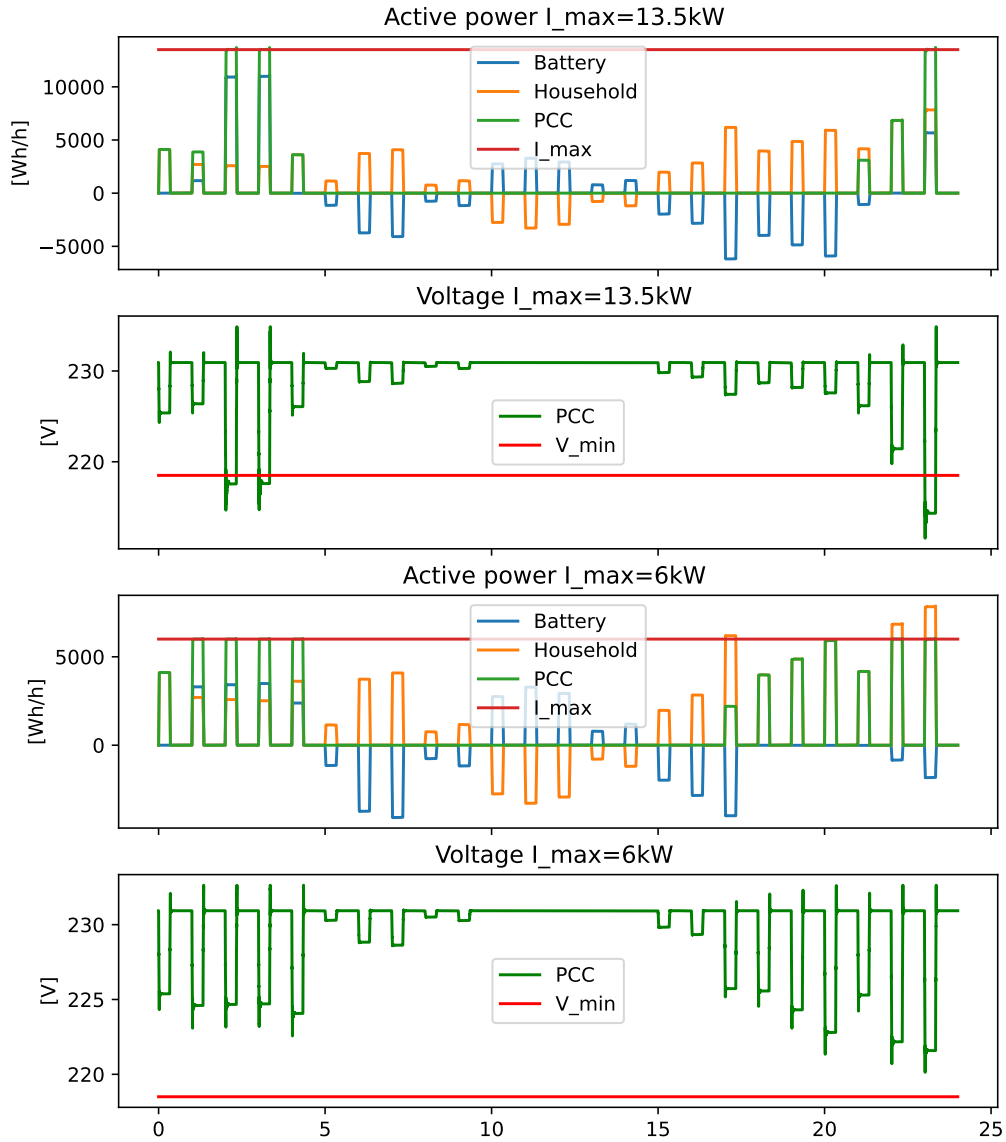 Active power I_max=13.5kW
[Wh/h]
10000
5000
0
−5000
Battery
Household
PCC
I_max
Voltage I_max=13.5kW
[V]
230
220
PCC
V_min
Active power I_max=6kW
[Wh/h]
5000
0
Battery
Household
PCC
I_max
Voltage I_max=6kW
[V]
230
225
220
PCC
V_min
0 5 10 15 20 25